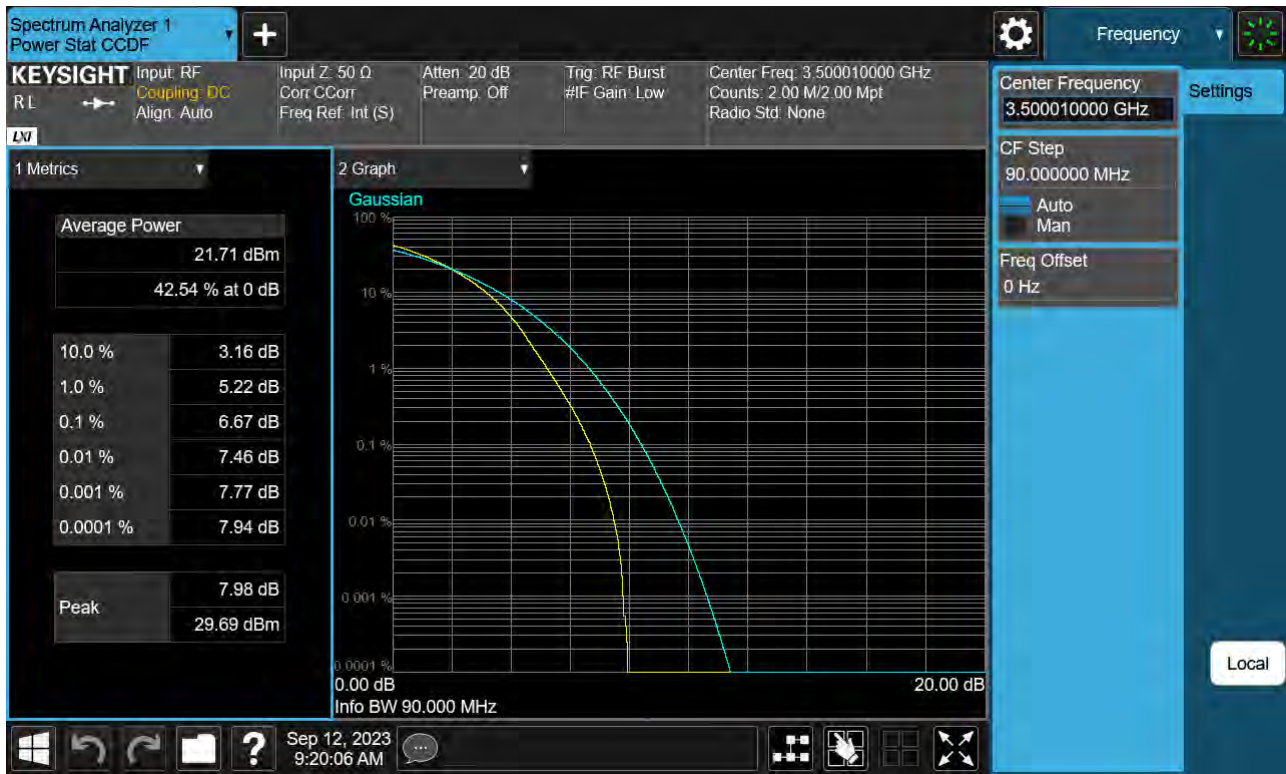 Spectrum Analyzer 1
Power Stat CCDF
+
Frequency
KEYSIGHT
Input: RF
Coupling: DC
Align: Auto
Input Z: 50 Ω
Corr CCorr
Freq Ref: Int (S)
Atten: 20 dB
Preamp: Off
Trig: RF Burst
#IF Gain: Low
Center Freq: 3.500010000 GHz
Counts: 2.00 M/2.00 Mpt
Radio Std: None
R L
LXI
Center Frequency
3.500010000 GHz
Settings
CF Step
90.000000 MHz
Auto
Man
Freq Offset
0 Hz
1 Metrics
Average Power
21.71 dBm
42.54 % at 0 dB
10.0 % 3.16 dB
1.0 % 5.22 dB
0.1 % 6.67 dB
0.01 % 7.46 dB
0.001 % 7.77 dB
0.0001 % 7.94 dB
Peak
7.98 dB
29.69 dBm
2 Graph
Gaussian
100 %
10 %
1 %
0.1 %
0.01 %
0.001 %
0.0001 %
0.00 dB
20.00 dB
Info BW 90.000 MHz
Local
?
Sep 12, 2023
9:20:06 AM